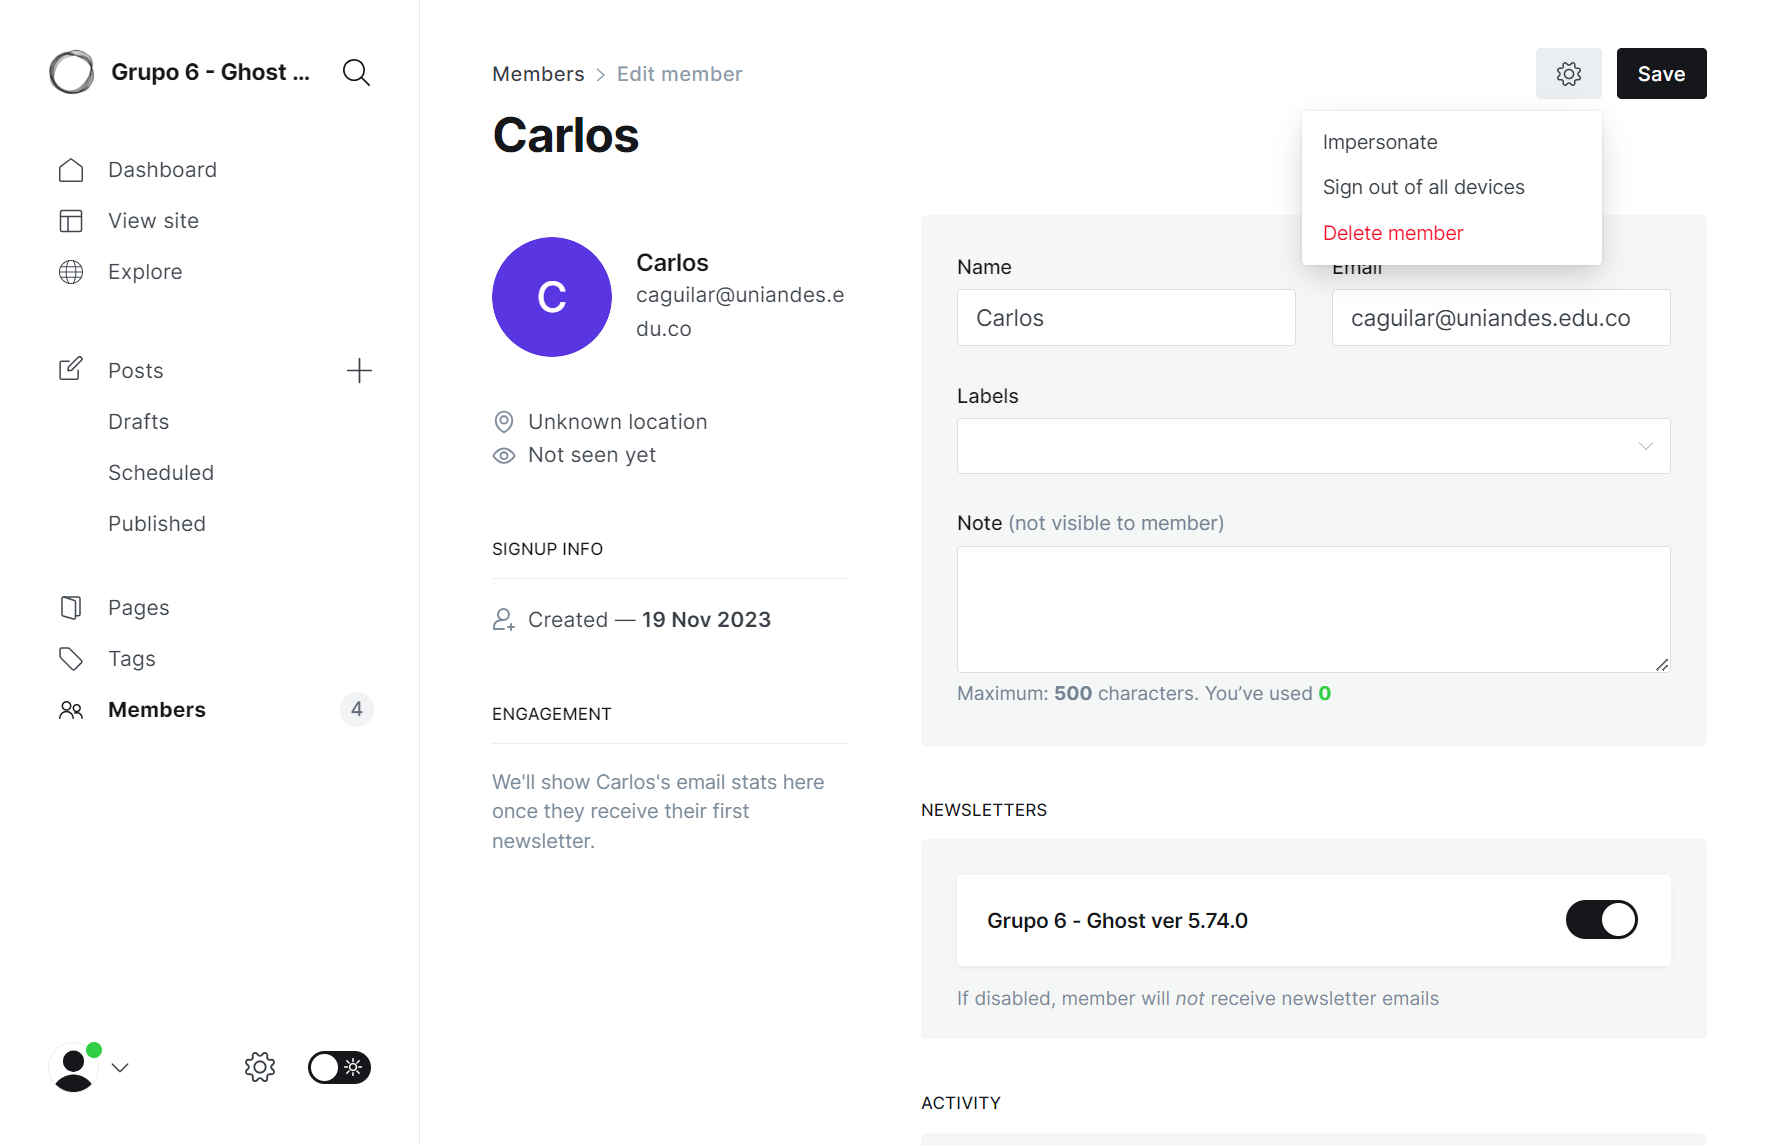 Grupo 6 - Ghost ...
Dashboard
View site
Explore
Posts
Drafts
Scheduled
Published
Pages
Tags
Members
4
Members > Edit member
Save
Carlos
Impersonate
Sign out of all devices
Delete member
C
Carlos
caguilar@uniandes.e
du.co
Unknown location
Not seen yet
SIGNUP INFO
Created — 19 Nov 2023
ENGAGEMENT
We'll show Carlos's email stats here
once they receive their first
newsletter.
Name
Email
Carlos
caguilar@uniandes.edu.co
Labels
Note (not visible to member)
Maximum: 500 characters. You’ve used 0
NEWSLETTERS
Grupo 6 - Ghost ver 5.74.0
If disabled, member will not receive newsletter emails
ACTIVITY